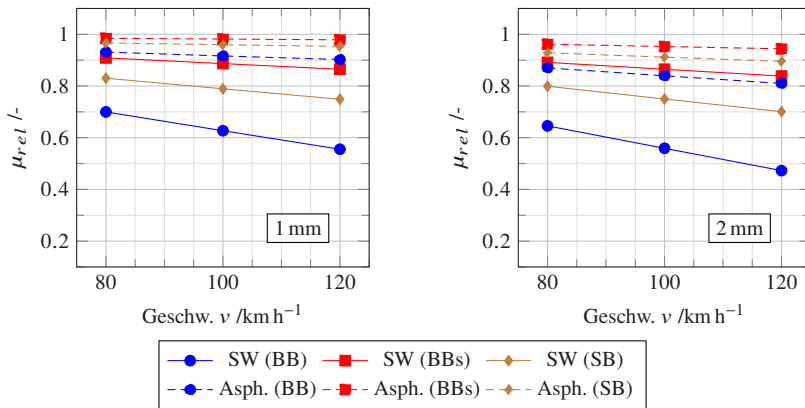 1
0.8
0.6
0.4
0.2
μrel /-
80
100
120
Geschw. v /km h⁻¹
1 mm
1
0.8
0.6
0.4
0.2
μrel /-
80
100
120
Geschw. v /km h⁻¹
2 mm
SW (BB) SW (BBs) SW (SB)
Asph. (BB) Asph. (BBs) Asph. (SB)